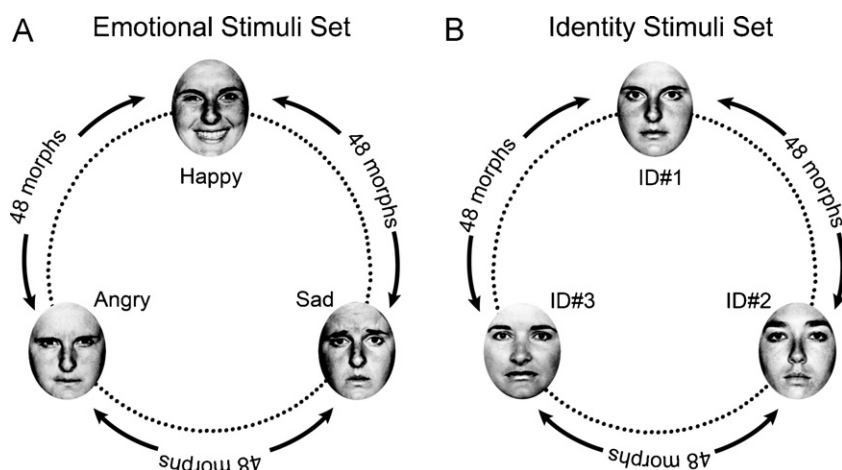 A Emotional Stimuli Set
48 morphs
48 morphs
Happy
Angry
Sad
48 morphs
B Identity Stimuli Set
48 morphs
48 morphs
ID#1
ID#3
ID#2
48 morphs